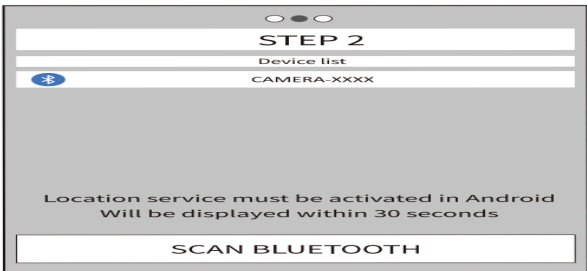 STEP 2
Device list
CAMERA-XXXX
Location service must be activated in Android
Will be displayed within 30 seconds
SCAN BLUETOOTH